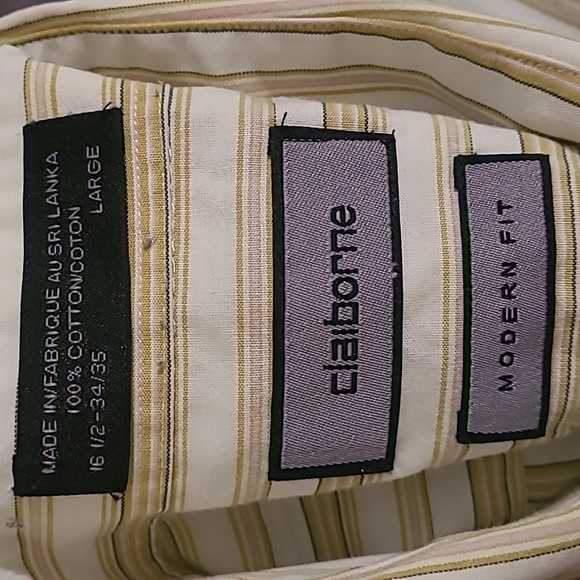 MODERN FIT
claiborne
MADE IN/FABRIQUE AU SRI LANKA
100% COTTON/COTON
16 1/2-34/35 LARGE